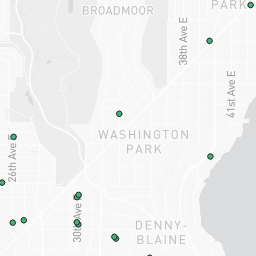 BROADMOOR
PARK
38th Ave E
41st Ave E
WASHINGTON
PARK
26th Ave E
30th Ave E
DENNY-
BLAINE